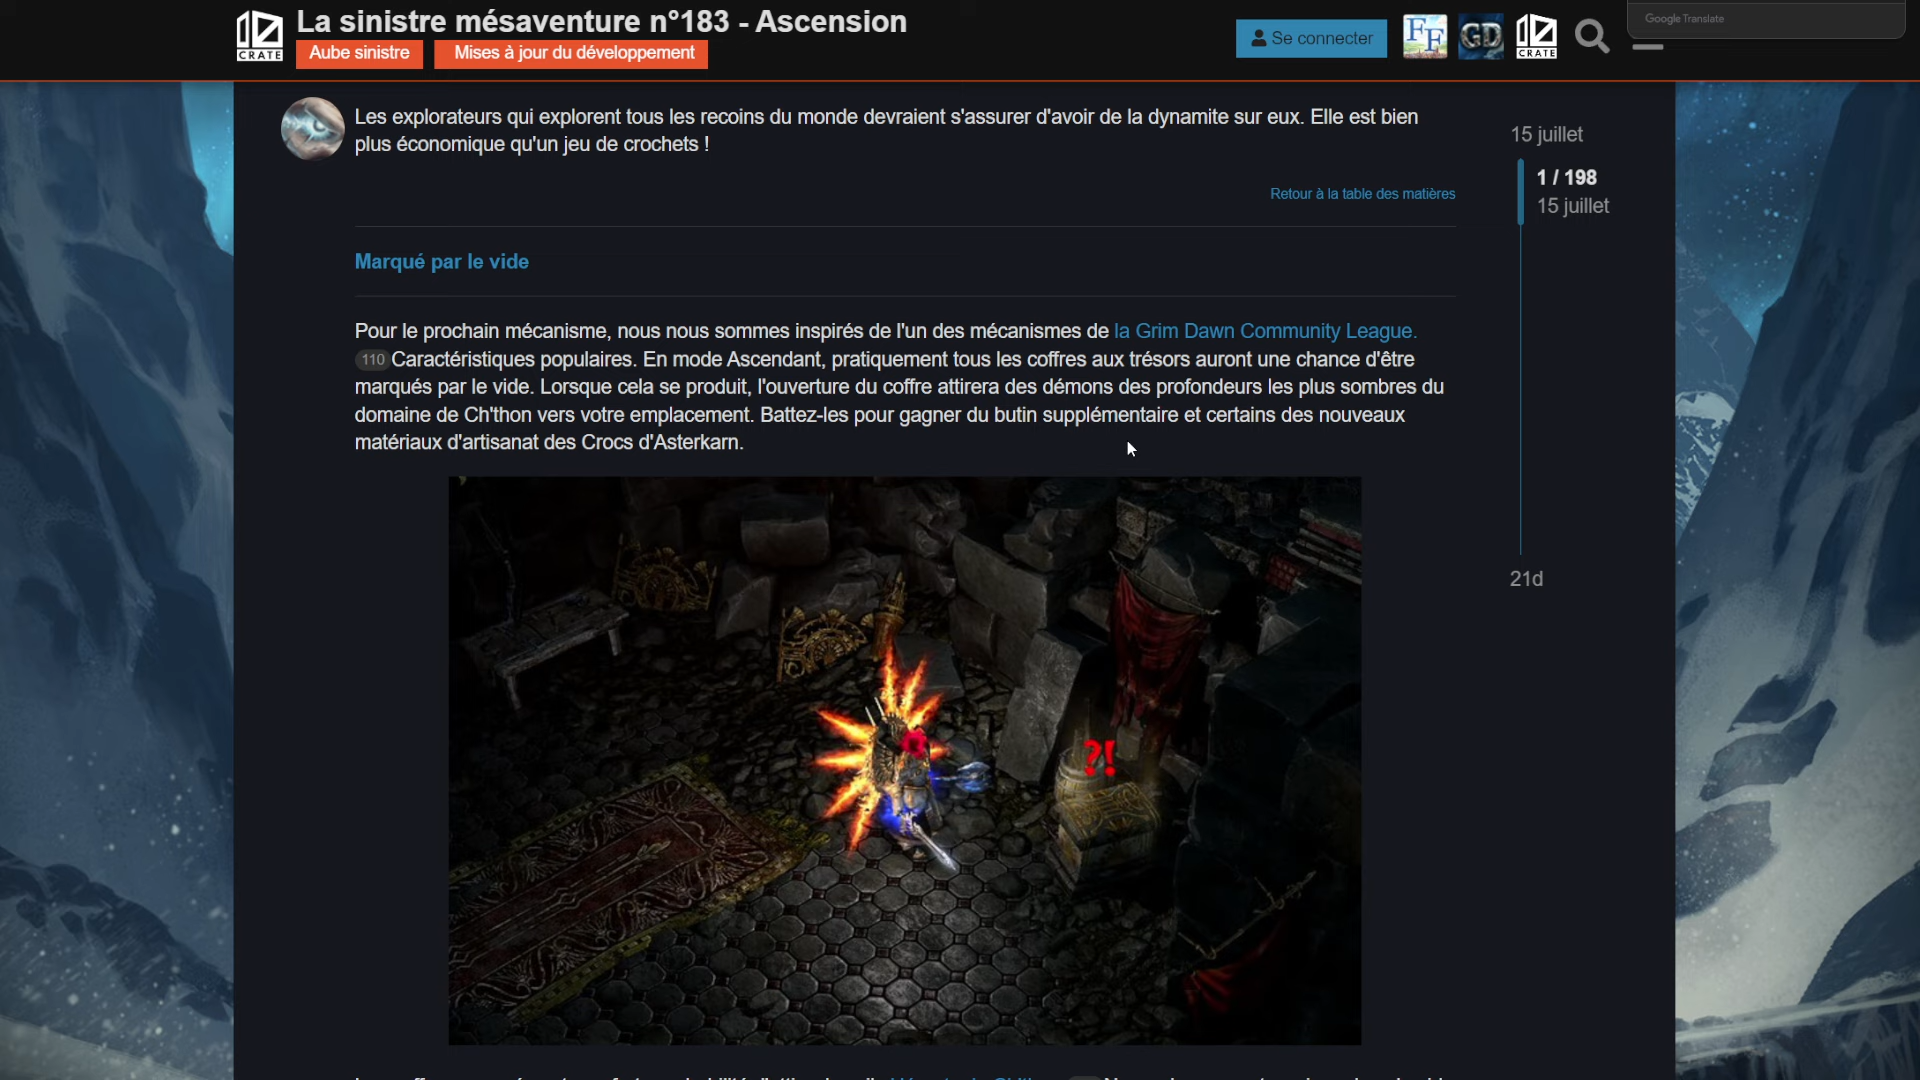 La sinistre mésaventure n°183 - Ascension
CRATE
Aube sinistre
Mises à jour du développement
Se connecter
FF
GD
CRATE
Google Translate
Les explorateurs qui explorent tous les recoins du monde devraient s'assurer d'avoir de la dynamite sur eux. Elle est bien
plus économique qu'un jeu de crochets !
15 juillet
1 / 198
15 juillet
Retour à la table des matières
Marqué par le vide
Pour le prochain mécanisme, nous nous sommes inspirés de l'un des mécanismes de la Grim Dawn Community League.
110 Caractéristiques populaires. En mode Ascendant, pratiquement tous les coffres aux trésors auront une chance d'être
marqués par le vide. Lorsque cela se produit, l'ouverture du coffre attirera des démons des profondeurs les plus sombres du
domaine de Ch'thon vers votre emplacement. Battez-les pour gagner du butin supplémentaire et certains des nouveaux
matériaux d'artisanat des Crocs d'Asterkarn.
21d
?!